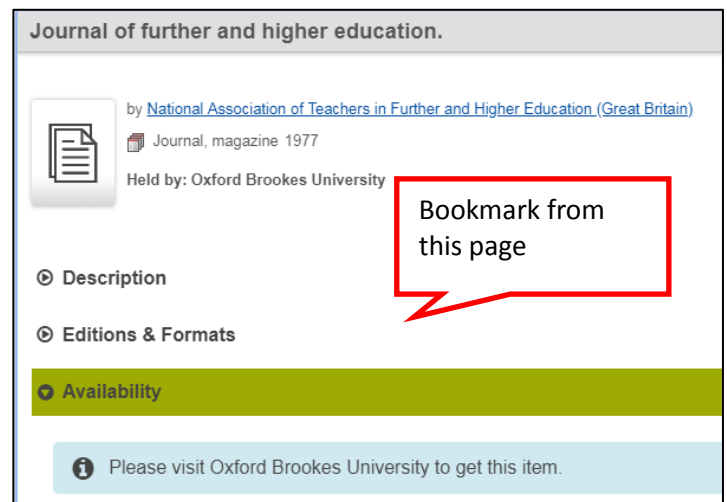 Journal of further and higher education.
by National Association of Teachers in Further and Higher Education (Great Britain)
Journal, magazine 1977
Held by: Oxford Brookes University
Bookmark from
this page
Description
Editions & Formats
Availability
Please visit Oxford Brookes University to get this item.